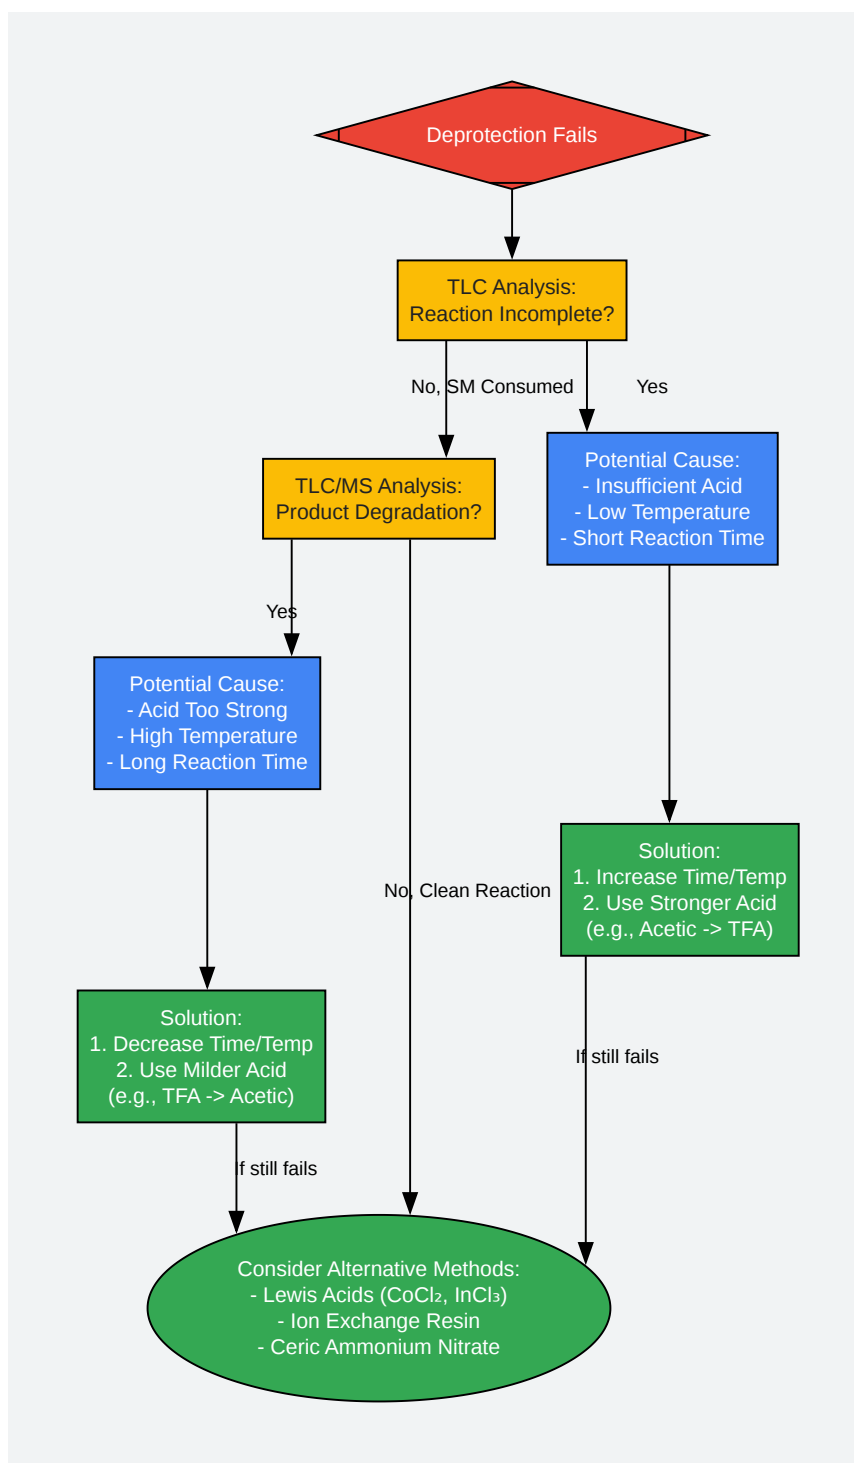 Deprotection Fails
TLC Analysis:
Reaction Incomplete?
No, SM Consumed
Yes
Potential Cause:
- Insufficient Acid
- Low Temperature
- Short Reaction Time
TLC/MS Analysis:
Product Degradation?
Yes
Potential Cause:
- Acid Too Strong
- High Temperature
- Long Reaction Time
No, Clean Reaction
Solution:
1. Increase Time/Temp
2. Use Stronger Acid
(e.g., Acetic -> TFA)
Solution:
1. Decrease Time/Temp
2. Use Milder Acid
(e.g., TFA -> Acetic)
If still fails
If still fails
Consider Alternative Methods:
- Lewis Acids (CoCl₂, InCl₃)
- Ion Exchange Resin
- Ceric Ammonium Nitrate